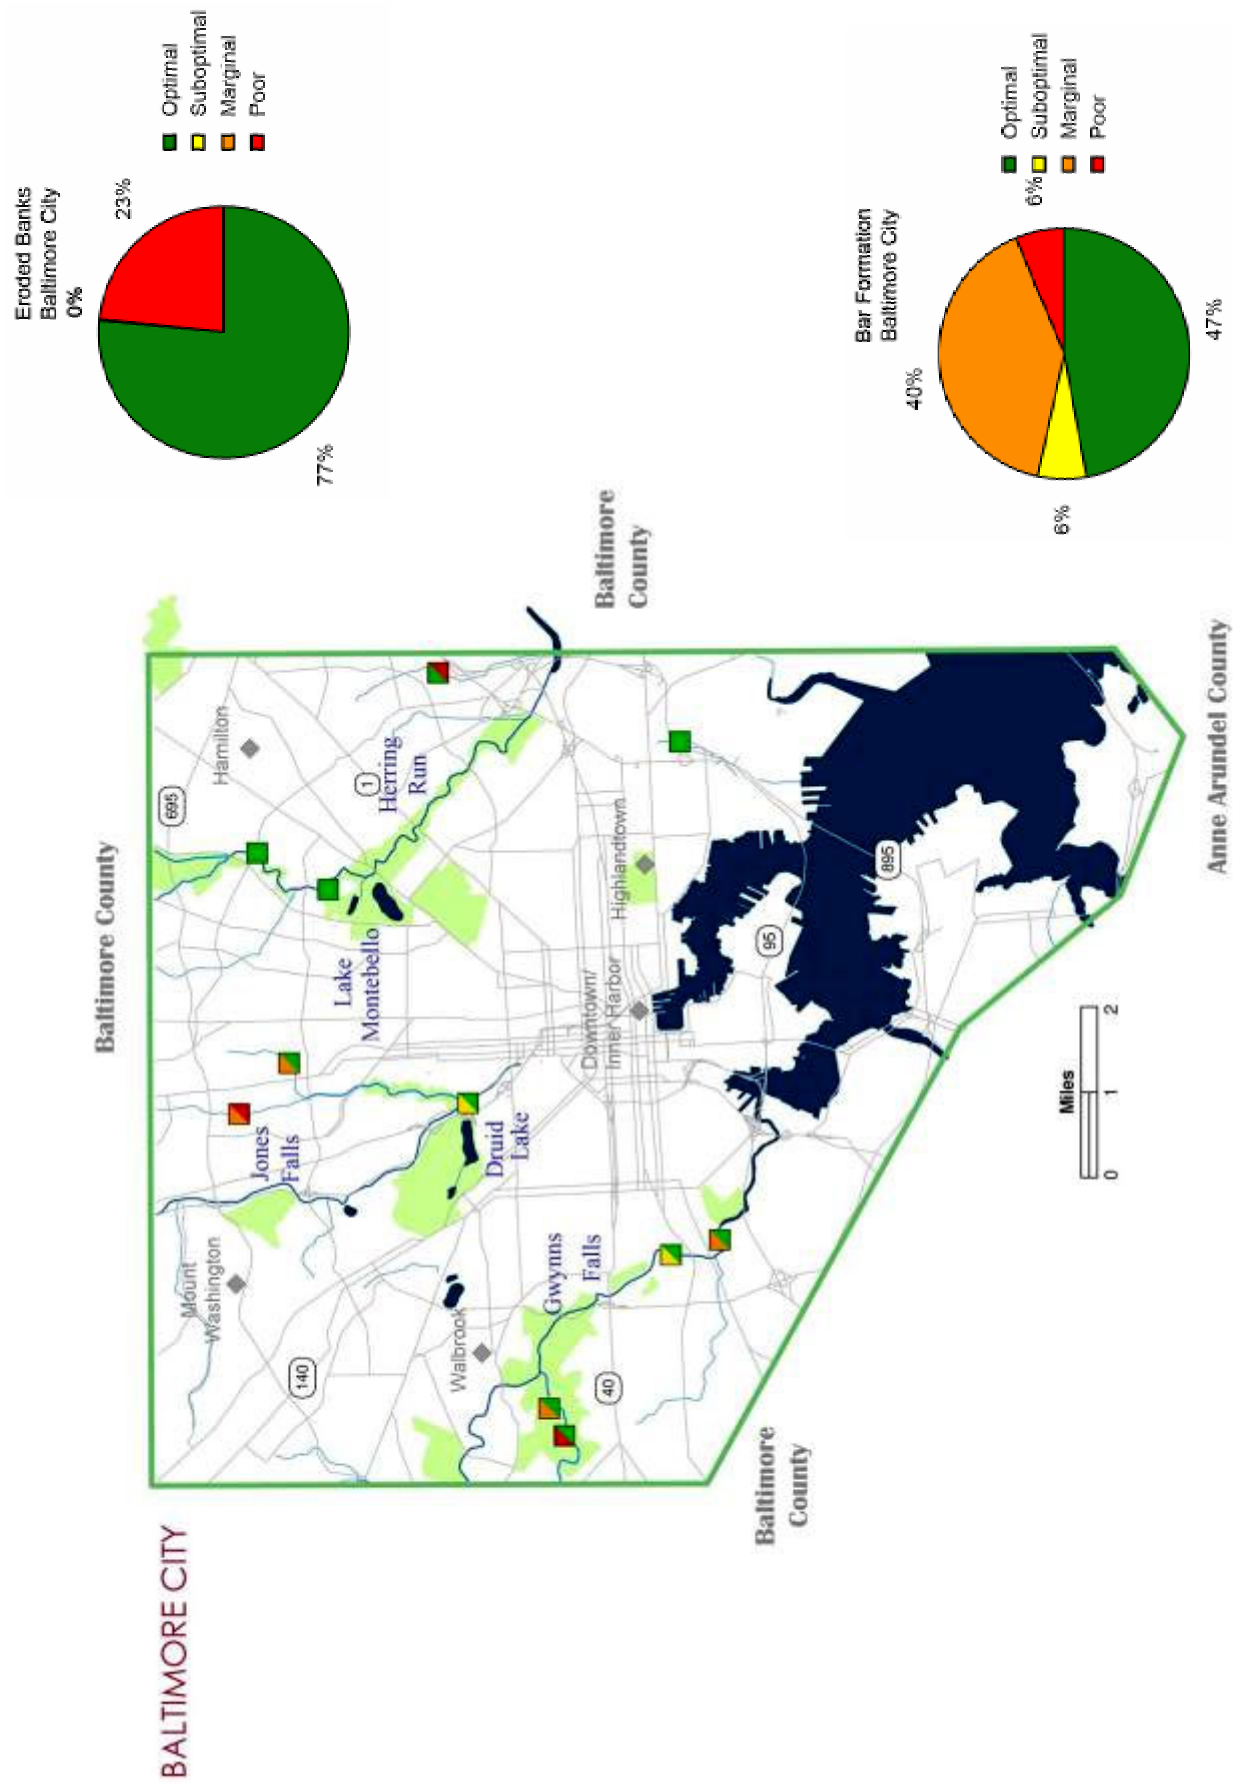 BALTIMORE CITY
Baltimore County
Eroded Banks
Baltimore City
0%
23%
77%
Optimal
Suboptimal
Marginal
Poor
695
Hamilton
Mount
Washington
Jones
Falls
140
Lake
Montebello
1
Herring
Run
Walbrook
Druid
Lake
Gwynns
Falls
40
Downtown/
Inner Harbor
Highlandtown
Baltimore
County
Baltimore
County
95
895
Miles
0
1
2
Anne Arundel County
Bar Formation
Baltimore City
40%
6%
6%
47%
Optimal
Suboptimal
Marginal
Poor